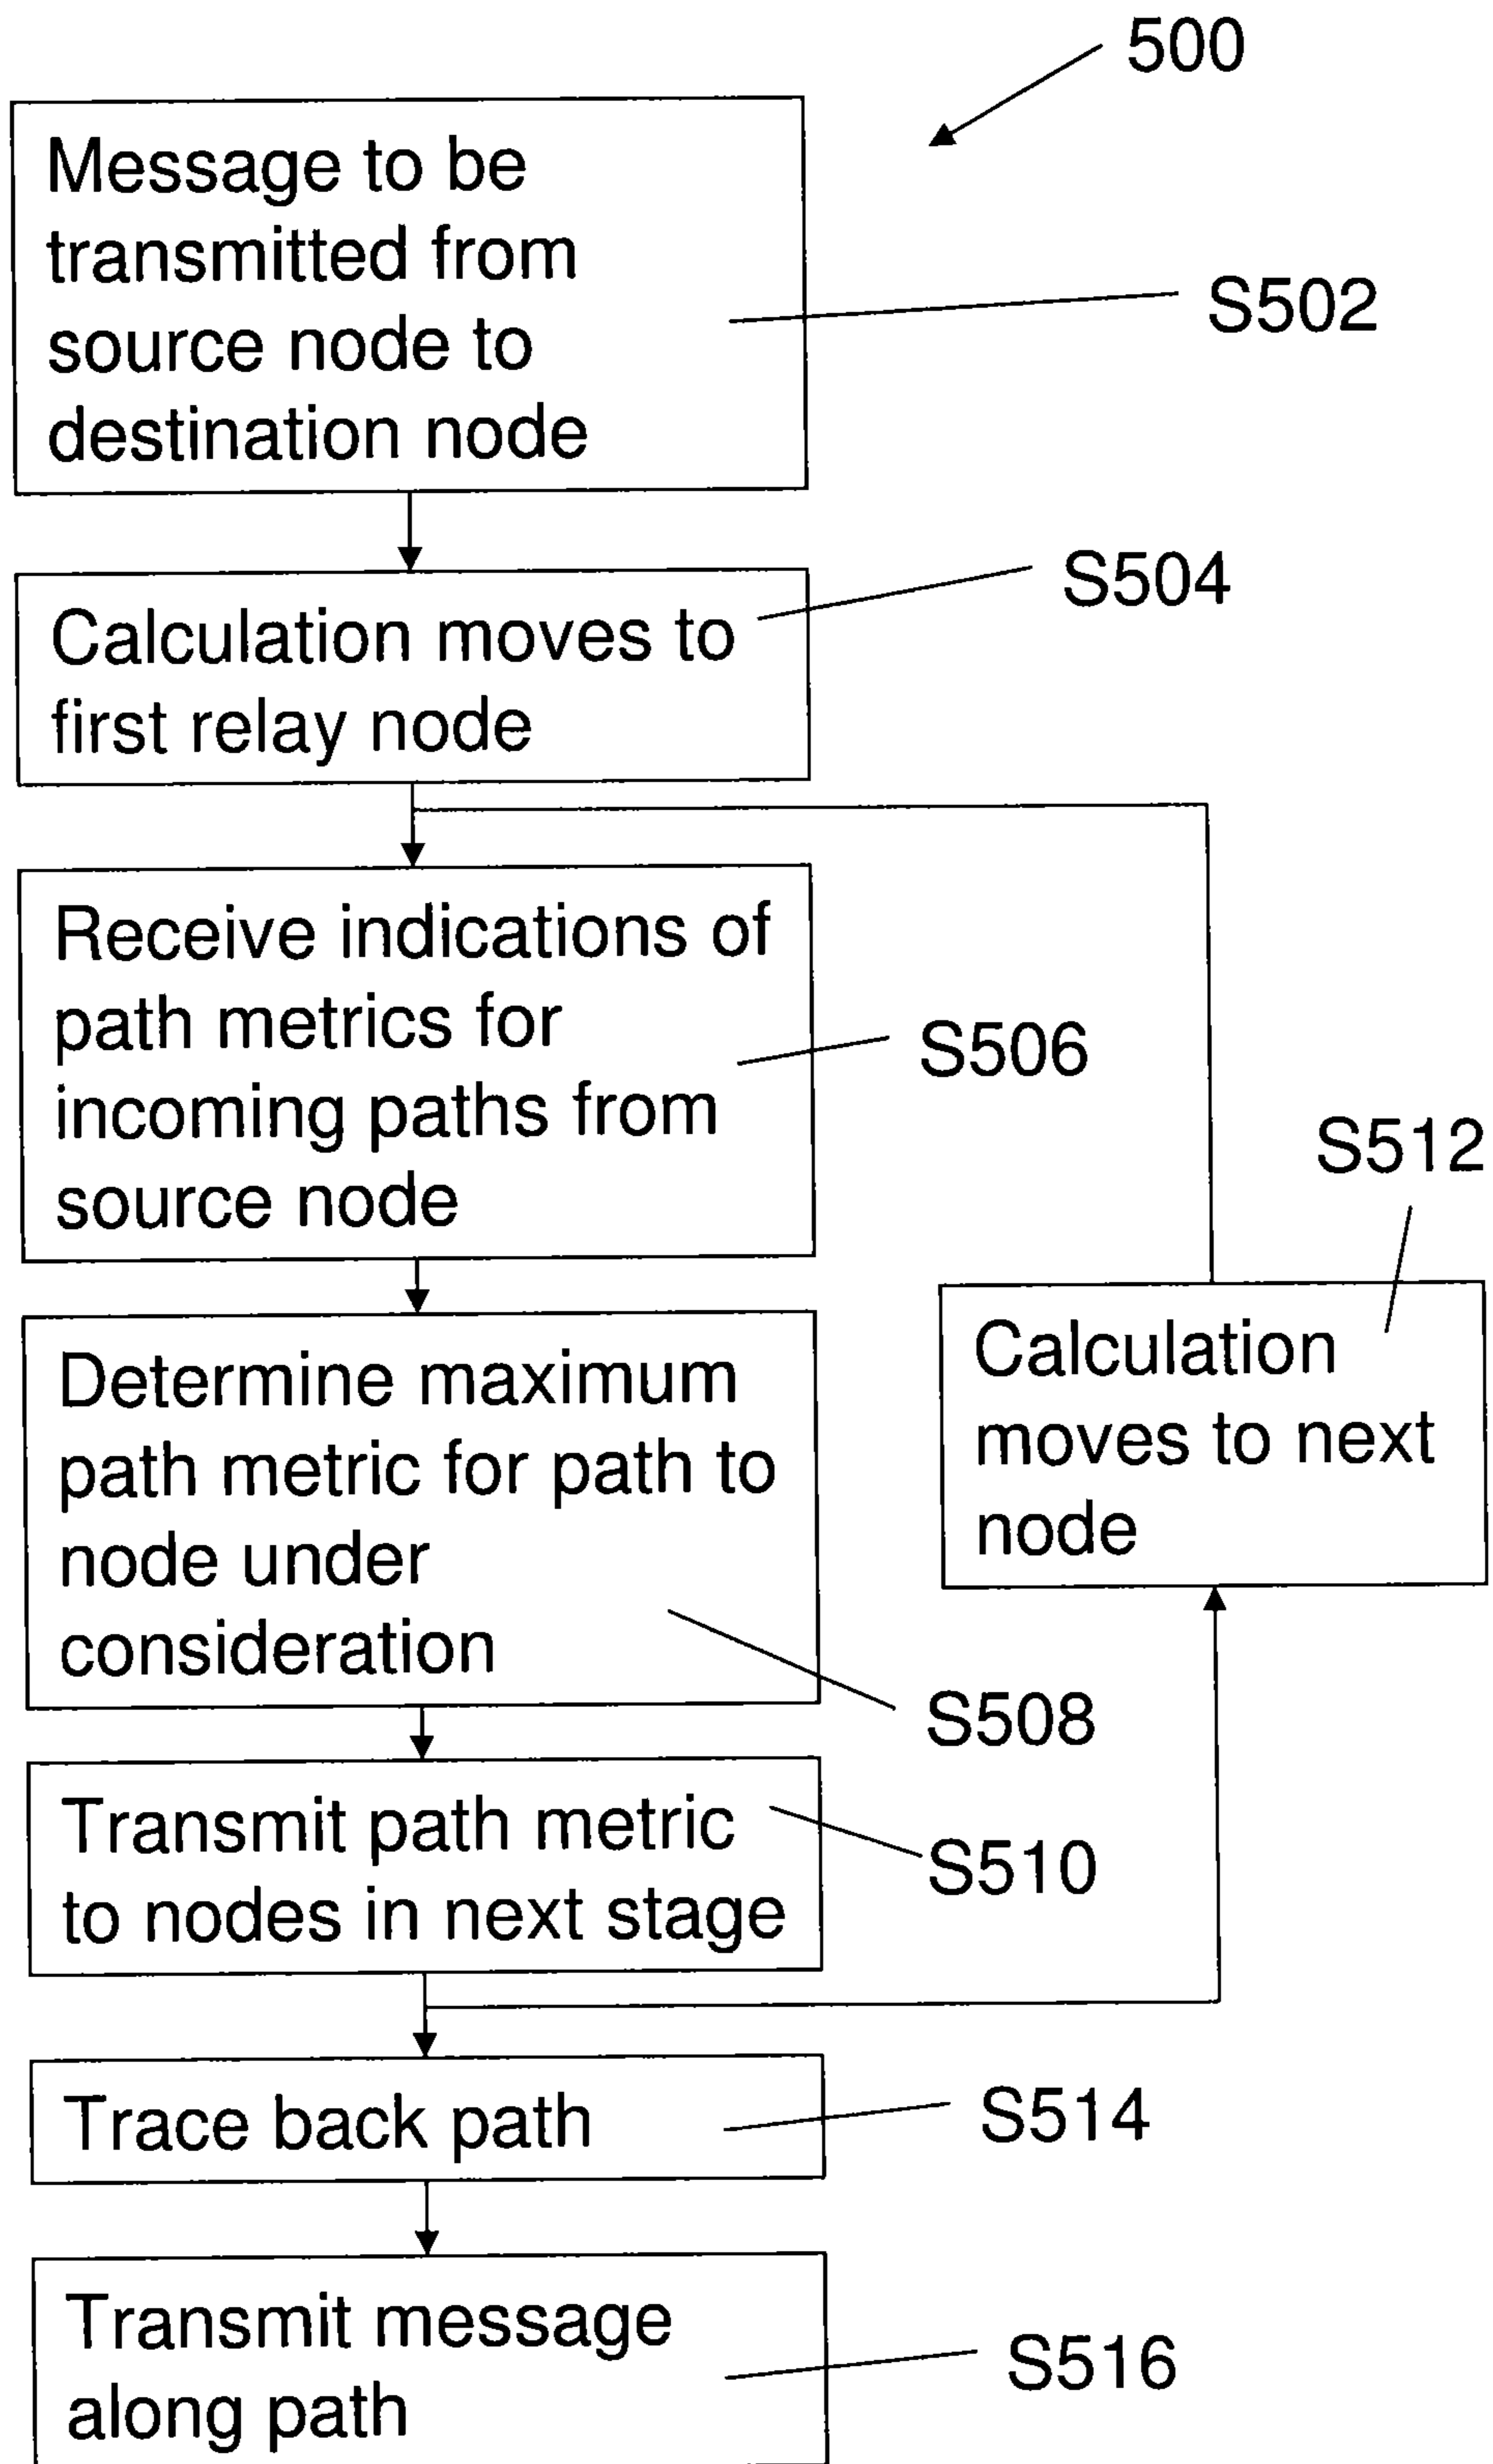 500
Message to be
transmitted from
source node to
destination node
S502
Calculation moves to
first relay node
S504
Receive indications of
path metrics for
incoming paths from
source node
S506
Determine maximum
path metric for path to
node under
consideration
S508
Calculation
moves to next
node
S512
Transmit path metric
to nodes in next stage
S510
Trace back path
S514
Transmit message
along path
S516